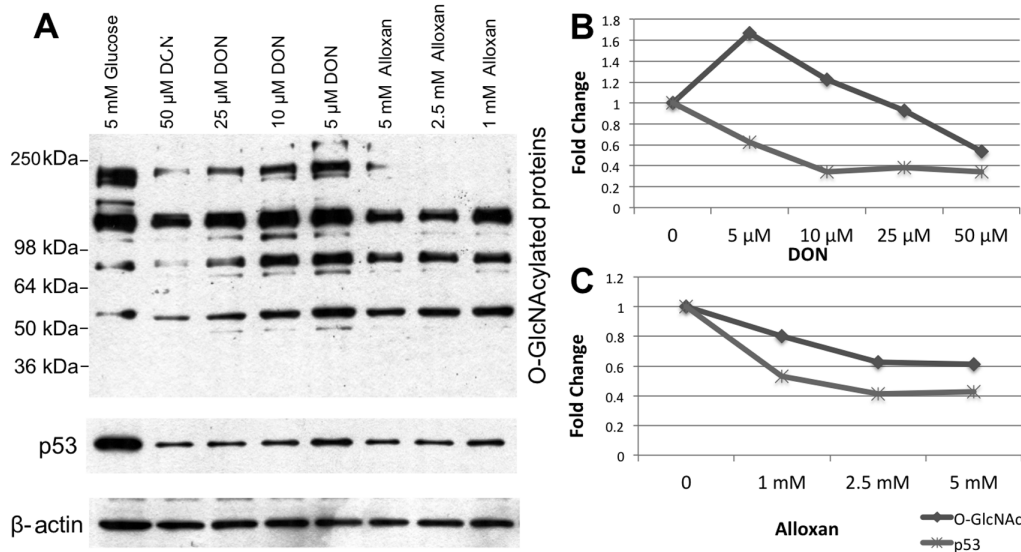 A
5 mM Glucose
50 µM DON
25 µM DON
10 µM DON
5 µM DON
5 mM Alloxan
2.5 mM Alloxan
1 mM Alloxan
250 kDa
98 kDa
64 kDa
50 kDa
36 kDa
O-GlcNAcylated proteins
p53
β-actin
B
Fold Change
1.8
1.6
1.4
1.2
1
0.8
0.6
0.4
0.2
0
0 5 µM 10 µM 25 µM 50 µM
DON
C
Fold Change
1.2
1
0.8
0.6
0.4
0.2
0
0 1 mM 2.5 mM 5 mM
Alloxan
O-GlcNAc
p53